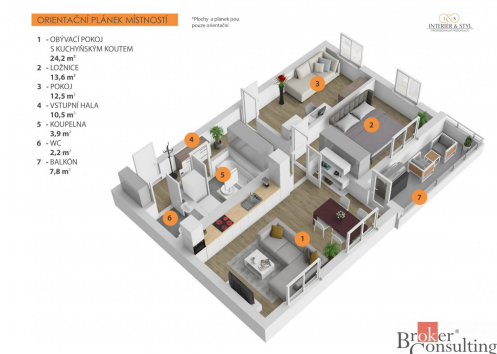 ORIENTAČNÍ PLÁNEK MÍSTNOSTÍ
*Plochy a plánek jsou
pouze orientační
INTERIÉR & STYL
1 - OBÝVACÍ POKOJ
S KUCHYŇSKÝM KOUTEM
24,2 m²
2 - LOŽNICE
13,6 m²
3 - POKOJ
12,5 m²
4 - VSTUPNÍ HALA
10,5 m²
5 - KOUPELNA
3,9 m²
6 - WC
2,2 m²
7 - BALKÓN
7,8 m²
3
2
4
5
7
6
1
Broker
Consulting